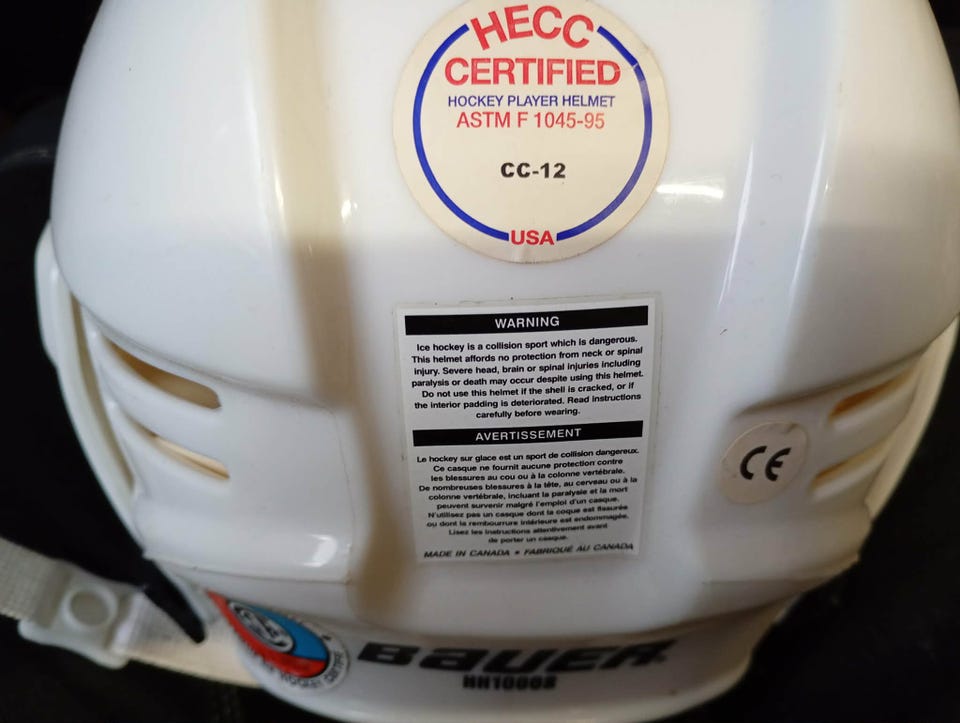 HECC
CERTIFIED
HOCKEY PLAYER HELMET
ASTM F 1045-95
CC-12
USA
WARNING
Ice hockey is a collision sport which is dangerous.
This helmet affords no protection from neck or spinal
injury. Severe head, brain or spinal injuries including
paralysis or death may occur despite using this helmet.
Do not use this helmet if the shell is cracked, or if
the interior padding is deteriorated. Read instructions
carefully before wearing.
AVERTISSEMENT
Le hockey sur glace est un sport de collision dangereux.
Ce casque ne fournit aucune protection contre
les blessures au cou ou à la colonne vertébrale.
De nombreuses blessures à la tête, au cerveau ou à la
colonne vertébrale, incluant la paralysie et la mort
peuvent survenir malgré l'emploi d'un casque.
N'utilisez pas un casque dont la coque est fissurée
ou dont la rembourrure intérieure est endommagée.
Lisez les instructions attentivement avant
de porter un casque.
MADE IN CANADA • FABRIQUÉ AU CANADA
CE
BAUER